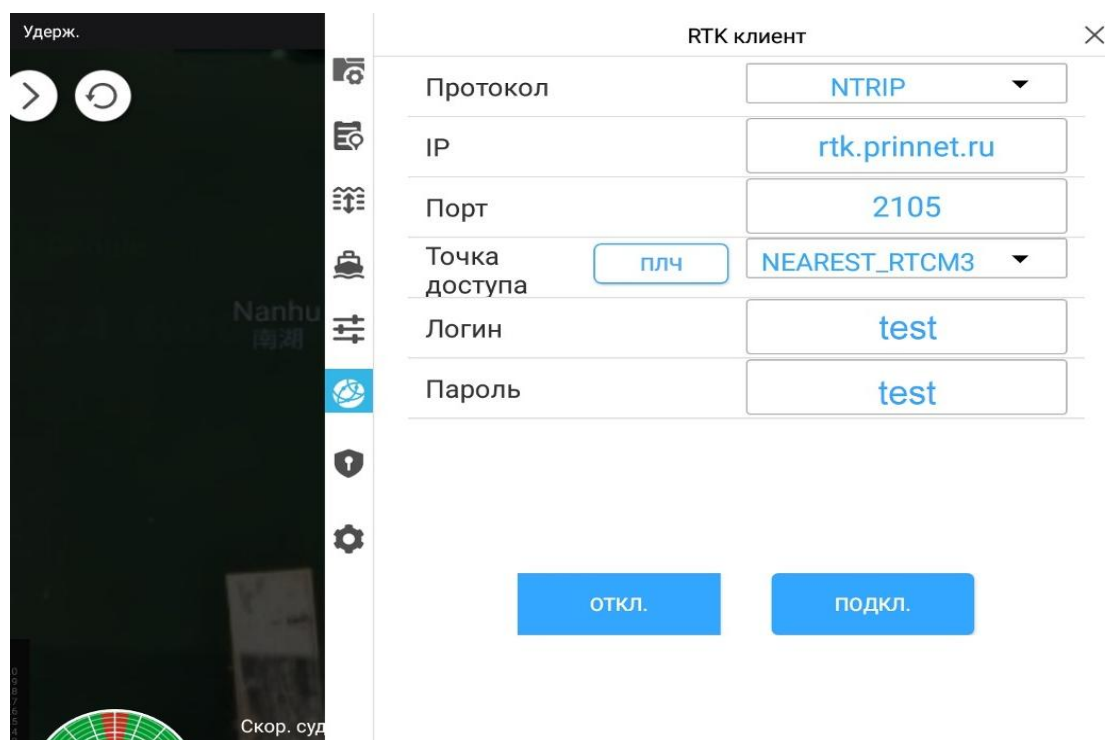 Удерж.
RTK клиент
Протокол
NTRIP
IP
rtk.prinnet.ru
Порт
2105
Точка
доступа
плч
NEAREST_RTCM3
Логин
test
Пароль
test
откл.
подкл.
Nanhu
南湖
Скор. суд